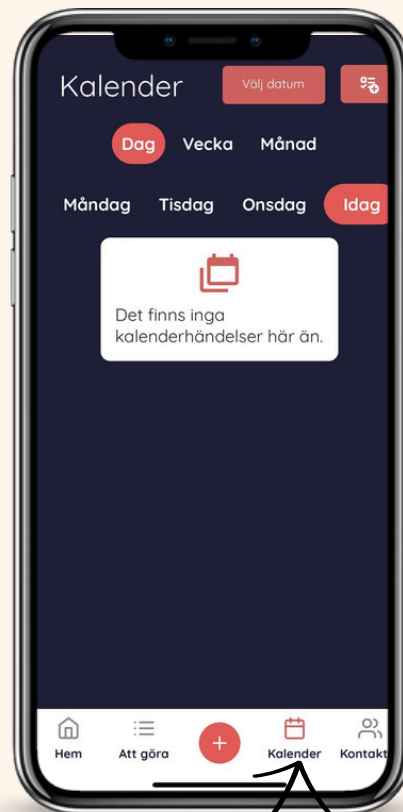 Kalender
Välj datum
Dag Vecka Månad
Måndag Tisdag Onsdag Idag
Det finns inga
kalenderhändelser här än.
Hem Att göra Kalender Kontakt